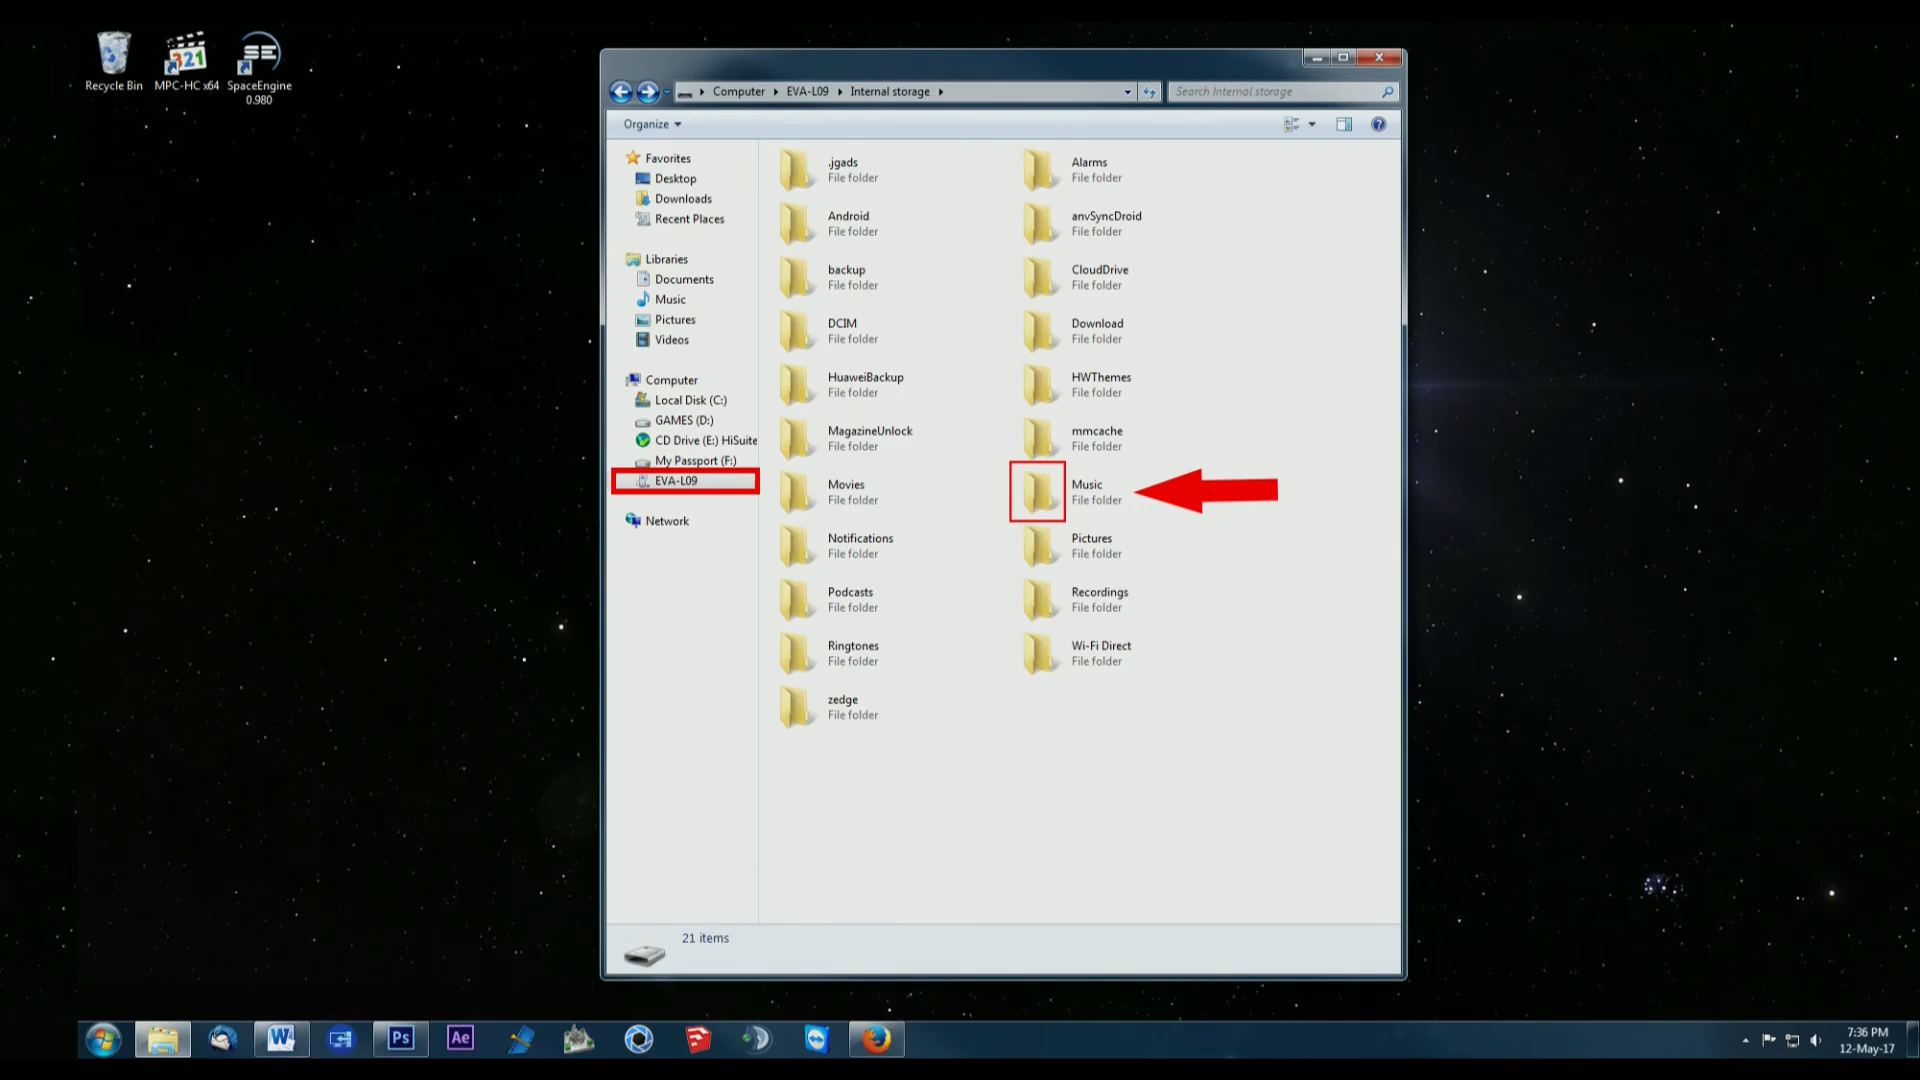 Recycle Bin
MPC-HC x64
SpaceEngine
0.980
Computer
EVA-L09
Internal storage
Search Internal storage
Organize
Favorites
Desktop
Downloads
Recent Places
Libraries
Documents
Music
Pictures
Videos
Computer
Local Disk (C:)
GAMES (D:)
CD Drive (E:) HiSuite
My Passport (F:)
EVA-L09
Network
.jgads
File folder
Alarms
File folder
Android
File folder
anvSyncDroid
File folder
backup
File folder
CloudDrive
File folder
DCIM
File folder
Download
File folder
HuaweiBackup
File folder
HWThemes
File folder
MagazineUnlock
File folder
mmcache
File folder
Movies
File folder
Music
File folder
Notifications
File folder
Pictures
File folder
Podcasts
File folder
Recordings
File folder
Ringtones
File folder
Wi-Fi Direct
File folder
zedge
File folder
21 items
321
SE
W
Ps
Ae
7:36 PM
12-May-17